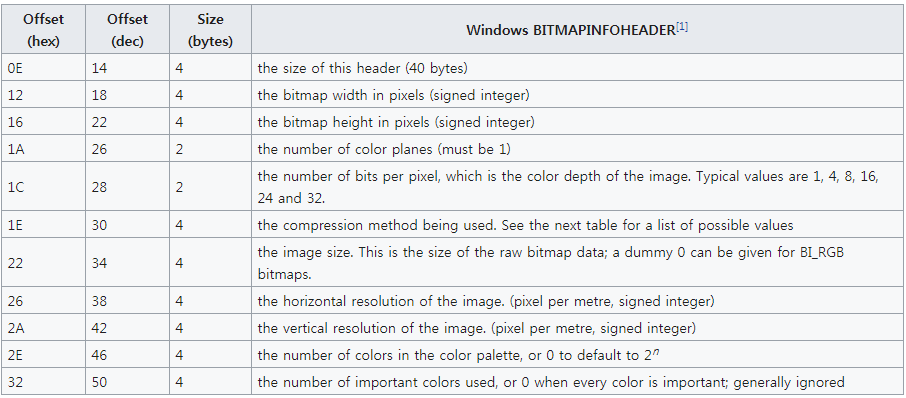 Offset (hex) Offset (dec) Size (bytes) Windows BITMAPINFOHEADER[1]
0E 14 4 the size of this header (40 bytes)
12 18 4 the bitmap width in pixels (signed integer)
16 22 4 the bitmap height in pixels (signed integer)
1A 26 2 the number of color planes (must be 1)
1C 28 2 the number of bits per pixel, which is the color depth of the image. Typical values are 1, 4, 8, 16,
24 and 32.
1E 30 4 the compression method being used. See the next table for a list of possible values
22 34 4 the image size. This is the size of the raw bitmap data; a dummy 0 can be given for BI_RGB
bitmaps.
26 38 4 the horizontal resolution of the image. (pixel per metre, signed integer)
2A 42 4 the vertical resolution of the image. (pixel per metre, signed integer)
2E 46 4 the number of colors in the color palette, or 0 to default to 2ⁿ
32 50 4 the number of important colors used, or 0 when every color is important; generally ignored